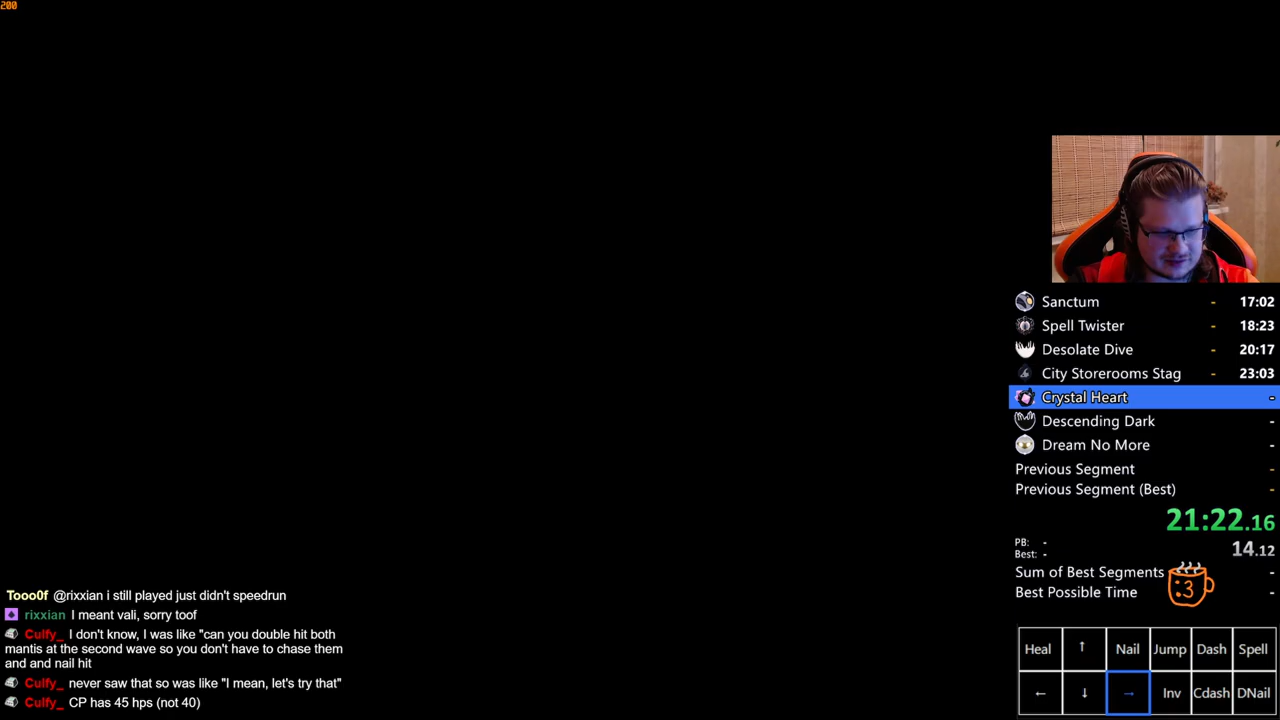 200
Sanctum - 17:02
Spell Twister - 18:23
Desolate Dive - 20:17
City Storerooms Stag - 23:03
Crystal Heart -
Descending Dark -
Dream No More -
Previous Segment -
Previous Segment (Best) -
21:22.16
PB: - 14.12
Best: -
Sum of Best Segments -
Best Possible Time -
:3
Heal ↑ Nail Jump Dash Spell
← ↓ → Inv Cdash DNail
Tooo0f @rixxian i still played just didn't speedrun
rixxian I meant vali, sorry toof
Culfy_ I don't know, I was like "can you double hit both
mantis at the second wave so you don't have to chase them
and and nail hit
Culfy_ never saw that so was like "I mean, let's try that"
Culfy_ CP has 45 hps (not 40)